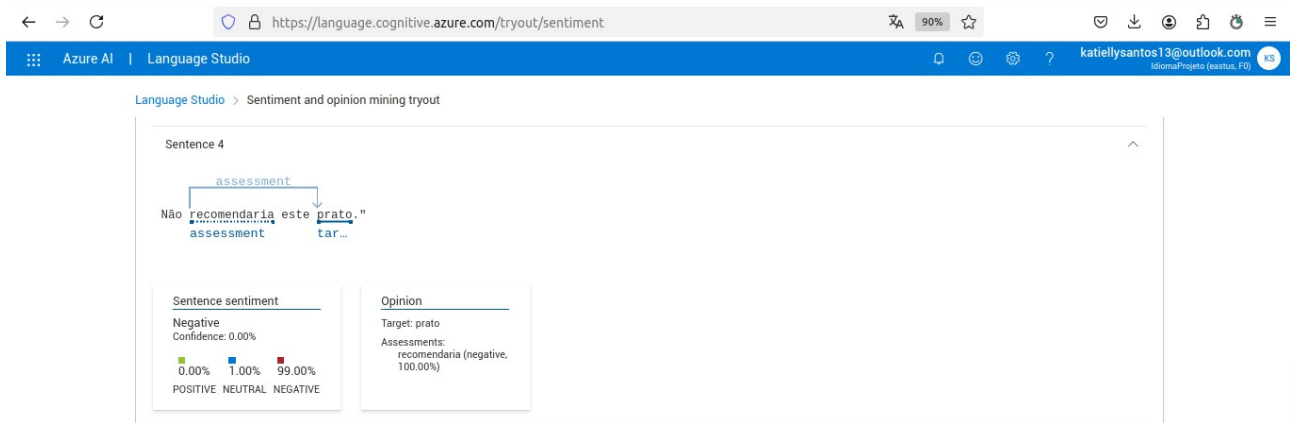 https://language.cognitive.azure.com/tryout/sentiment
90%
Azure AI | Language Studio
katiellysantos13@outlook.com
IdiomaProjeto (eastus, F0)
KS
Language Studio > Sentiment and opinion mining tryout
Sentence 4
assessment
Não recomendaria este prato."
assessment tar…
Sentence sentiment
Negative
Confidence: 0.00%
0.00% 1.00% 99.00%
POSITIVE NEUTRAL NEGATIVE
Opinion
Target: prato
Assessments:
recomendaria (negative,
100.00%)